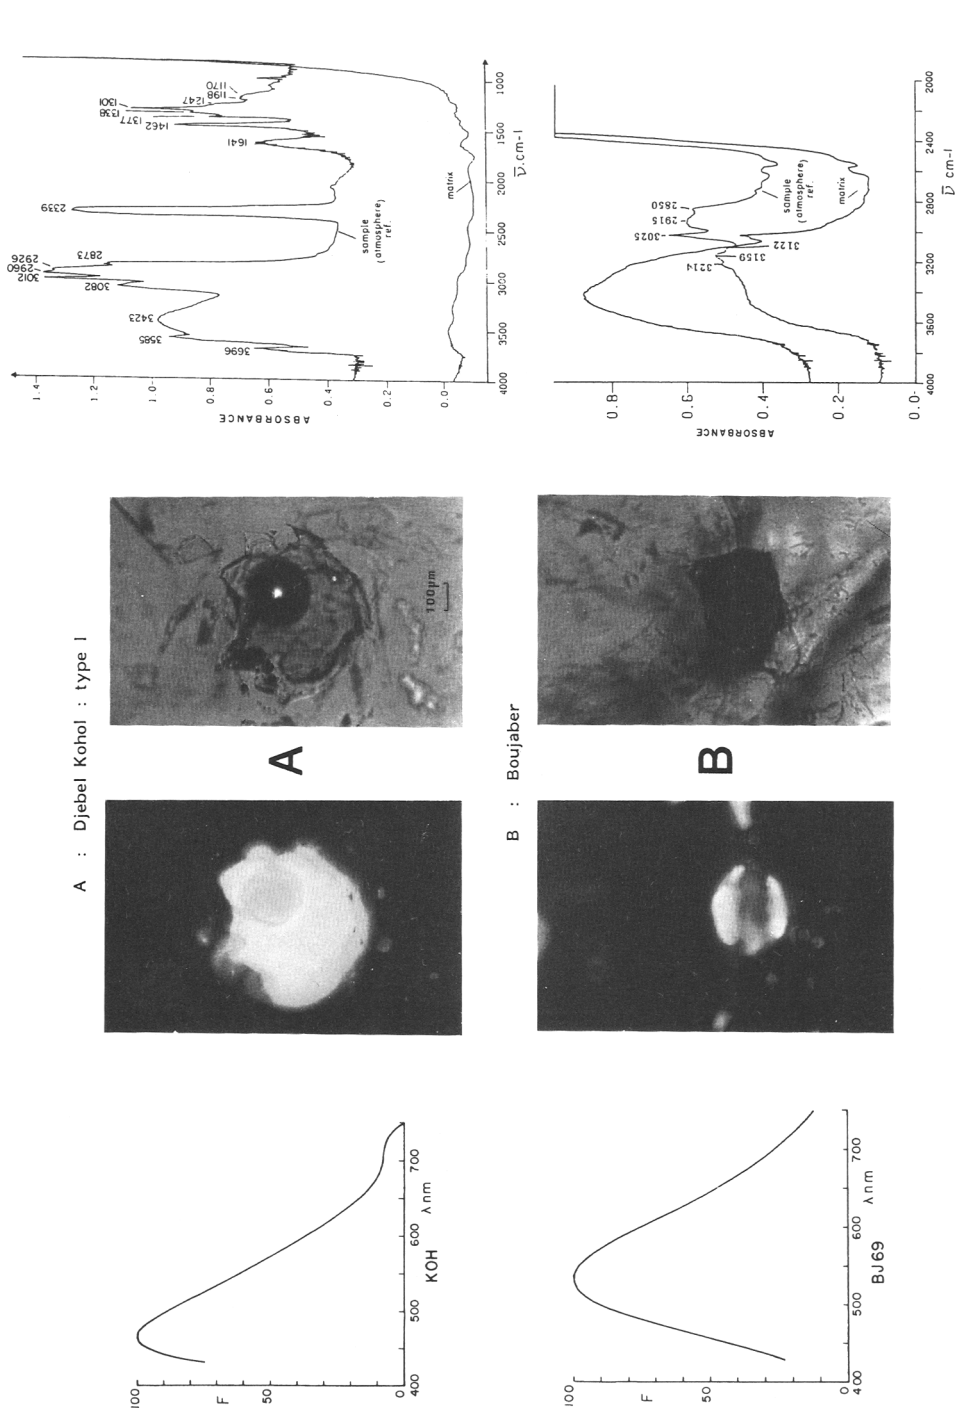 A : Djebel Kohol : type I
100
F
50
0
400
500
600
700
λ nm
KOH
A
100µm
ABSORBANCE
1.4
1.2
1.0
0.8
0.6
0.4
0.2
0.0
3696
3585
3423
3082
3012
2960
2926
2873
2339
1641
1462
1377
1338
1301
1247
1198
1170
sample
(atmosphere)
ref.
matrix
4000
3500
3000
2500
2000
1500
1000
ν̅.cm-1
B : Boujaber
100
F
50
0
400
500
600
700
λ nm
BJ69
B
ABSORBANCE
0.8
0.6
0.4
0.2
0.0
3214
3159
3122
3025
2915
2850
sample
(atmosphere)
ref.
matrix
4000
3600
3200
2800
2400
2000
ν̅ cm-1